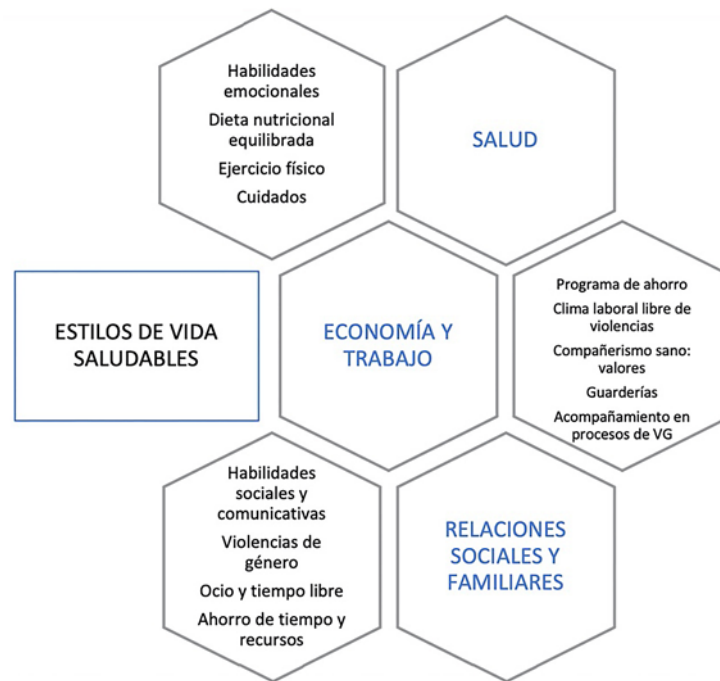 Habilidades
emocionales
Dieta nutricional
equilibrada
Ejercicio físico
Cuidados
SALUD
ESTILOS DE VIDA
SALUDABLES
ECONOMÍA Y
TRABAJO
Programa de ahorro
Clima laboral libre de
violencias
Compañerismo sano:
valores
Guarderías
Acompañamiento en
procesos de VG
Habilidades
sociales y
comunicativas
Violencias de
género
Ocio y tiempo libre
Ahorro de tiempo y
recursos
RELACIONES
SOCIALES Y
FAMILIARES